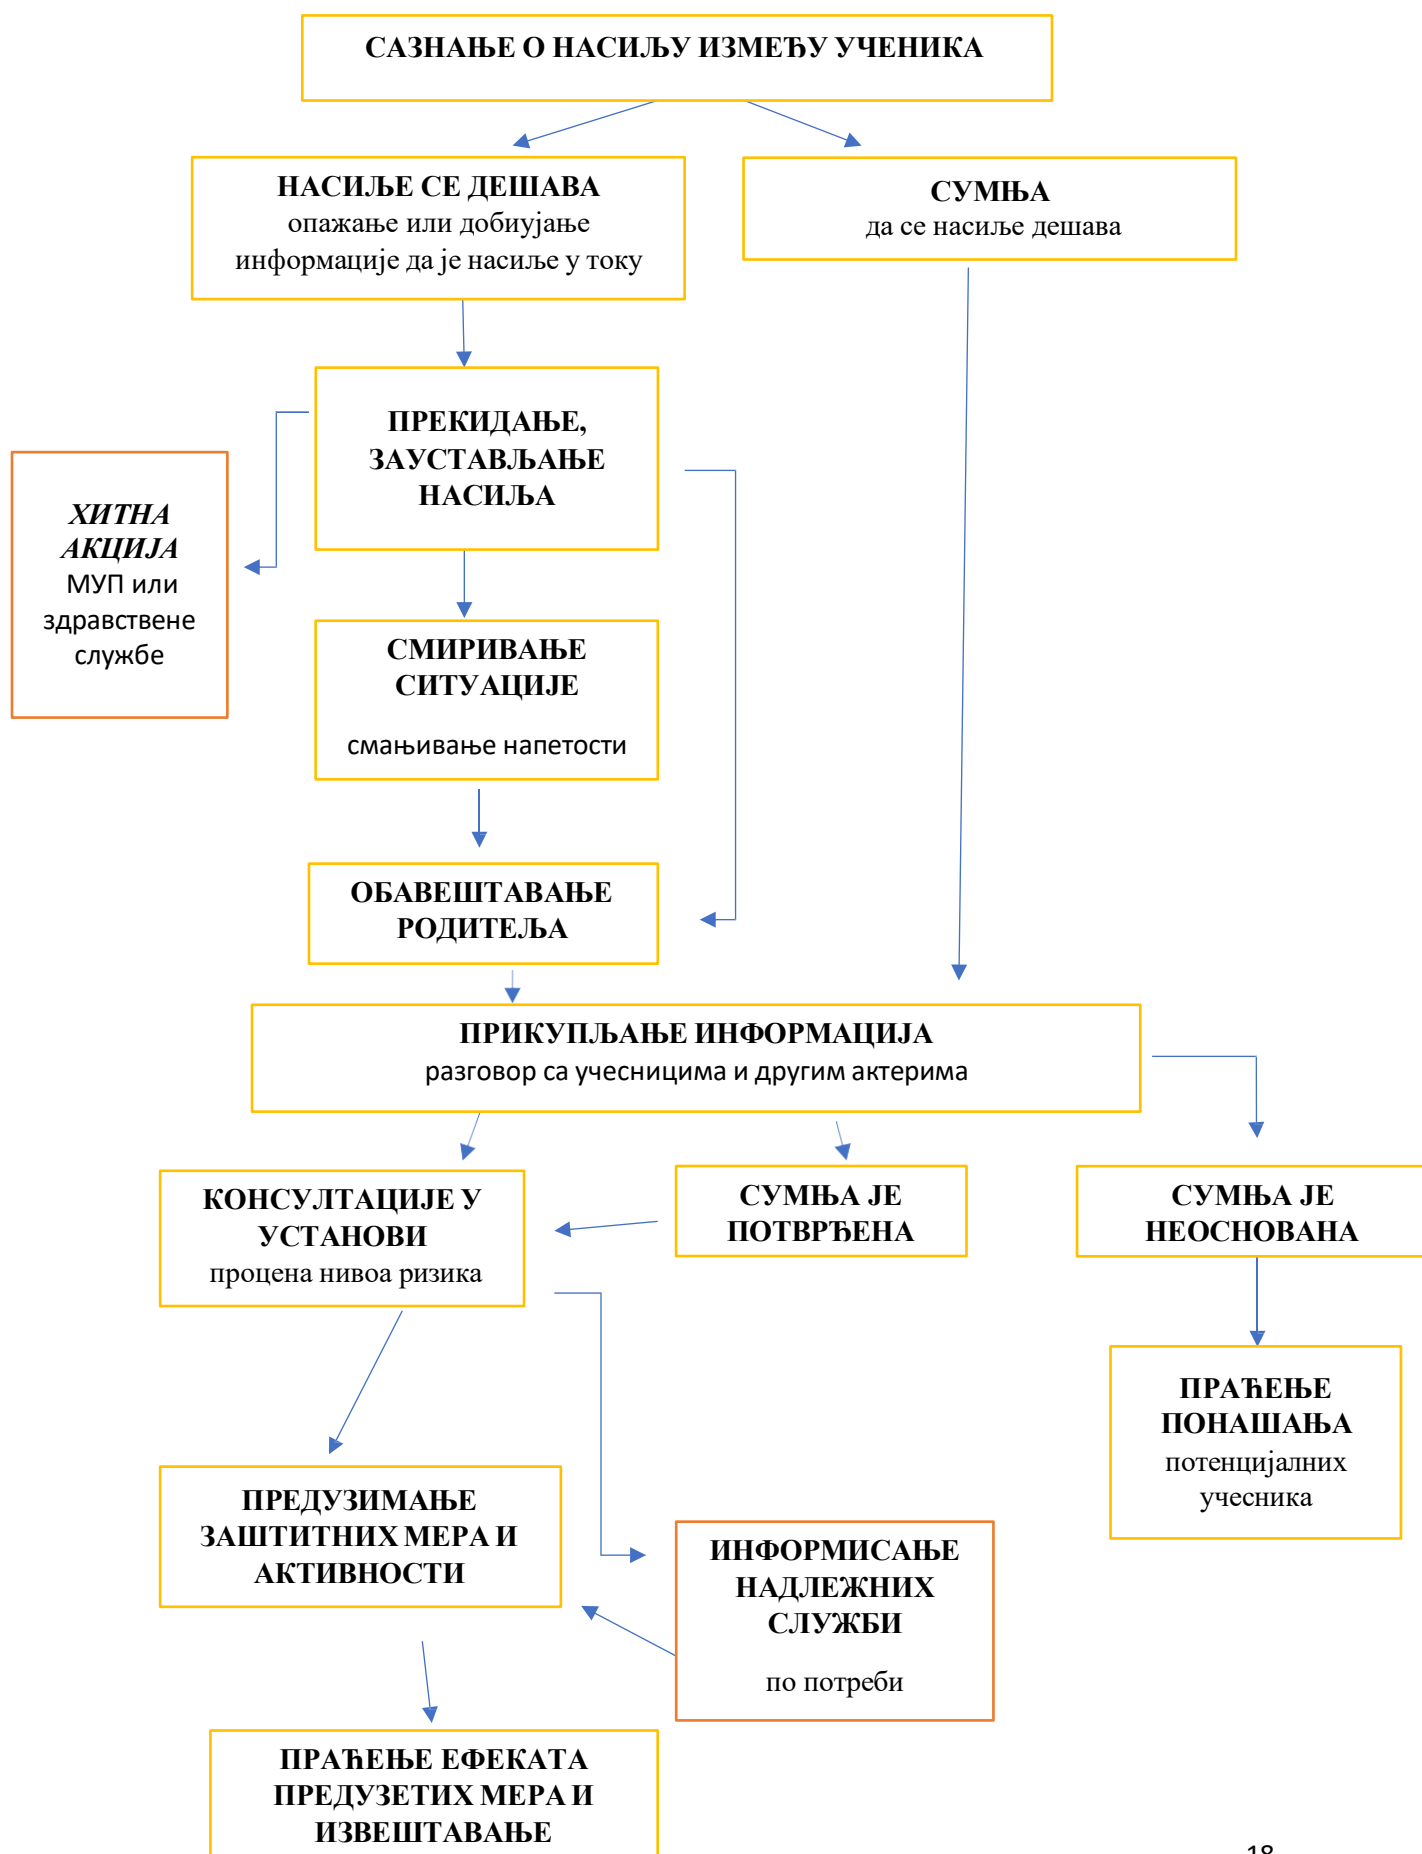 САЗНАЊЕ О НАСИЉУ ИЗМЕЂУ УЧЕНИКА
НАСИЉЕ СЕ ДЕШАВА
опажање или добиујање
информације да је насиље у току
СУМЊА
да се насиље дешава
ПРЕКИДАЊЕ,
ЗАУСТАВЉАЊЕ
НАСИЉА
ХИТНА
АКЦИЈА
МУП или
здравствене
службе
СМИРИВАЊЕ
СИТУАЦИЈЕ
смањивање напетости
ОБАВЕШТАВАЊЕ
РОДИТЕЉА
ПРИКУПЉАЊЕ ИНФОРМАЦИЈА
разговор са учесницима и другим актерима
КОНСУЛТАЦИЈЕ У
УСТАНОВИ
процена нивоа ризика
СУМЊА ЈЕ
ПОТВРЂЕНА
СУМЊА ЈЕ
НЕОСНОВАНА
ПРАЋЕЊЕ
ПОНАШАЊА
потенцијалних
учесника
ПРЕДУЗИМАЊЕ
ЗАШТИТНИХ МЕРА И
АКТИВНОСТИ
ИНФОРМИСАЊЕ
НАДЛЕЖНИХ
СЛУЖБИ
по потреби
ПРАЋЕЊЕ ЕФЕКАТА
ПРЕДУЗЕТИХ МЕРА И
ИЗВЕШТАВАЊЕ
18